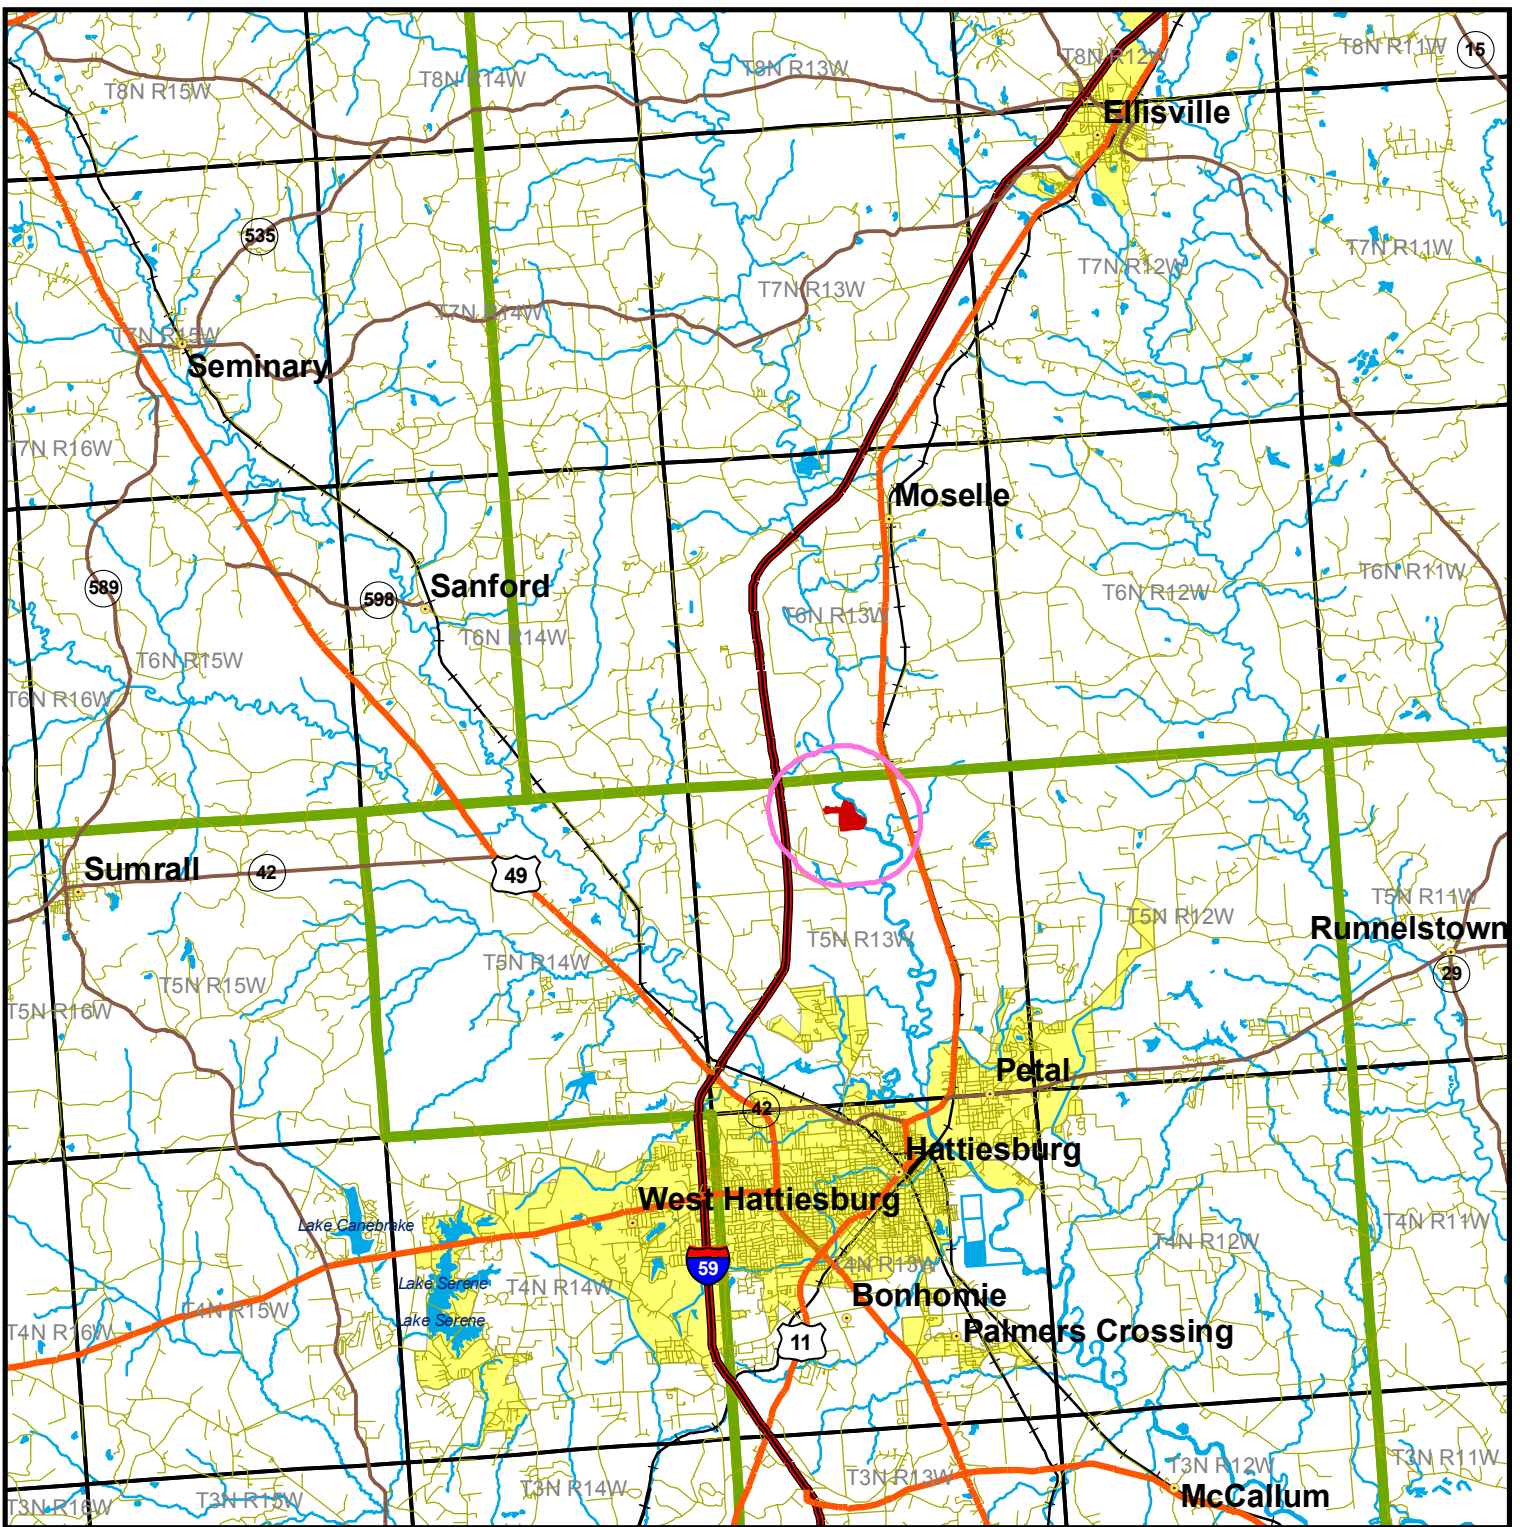 T8N R15W
T8N R14W
T8N R13W
T8N R12W
T8N R11W
15
Ellisville
535
T7N R15W
Seminary
T7N R14W
T7N R13W
T7N R12W
T7N R11W
T7N R16W
Moselle
589
598
Sanford
T6N R14W
T6N R13W
T6N R12W
T6N R11W
T6N R15W
T6N R16W
Sumrall
42
49
T5N R13W
T5N R12W
T5N R11W
Runnelstown
29
T5N R14W
T5N R15W
T5N R16W
Petal
42
Hattiesburg
West Hattiesburg
Lake Canebrake
T4N R11W
T4N R12W
59
T4N R13W
Lake Serene
T4N R14W
Bonhomie
T4N R15W
Lake Serene
T4N R16W
11
Palmers Crossing
T3N R16W
T3N R15W
T3N R14W
T3N R13W
T3N R12W
T3N R11W
McCallum